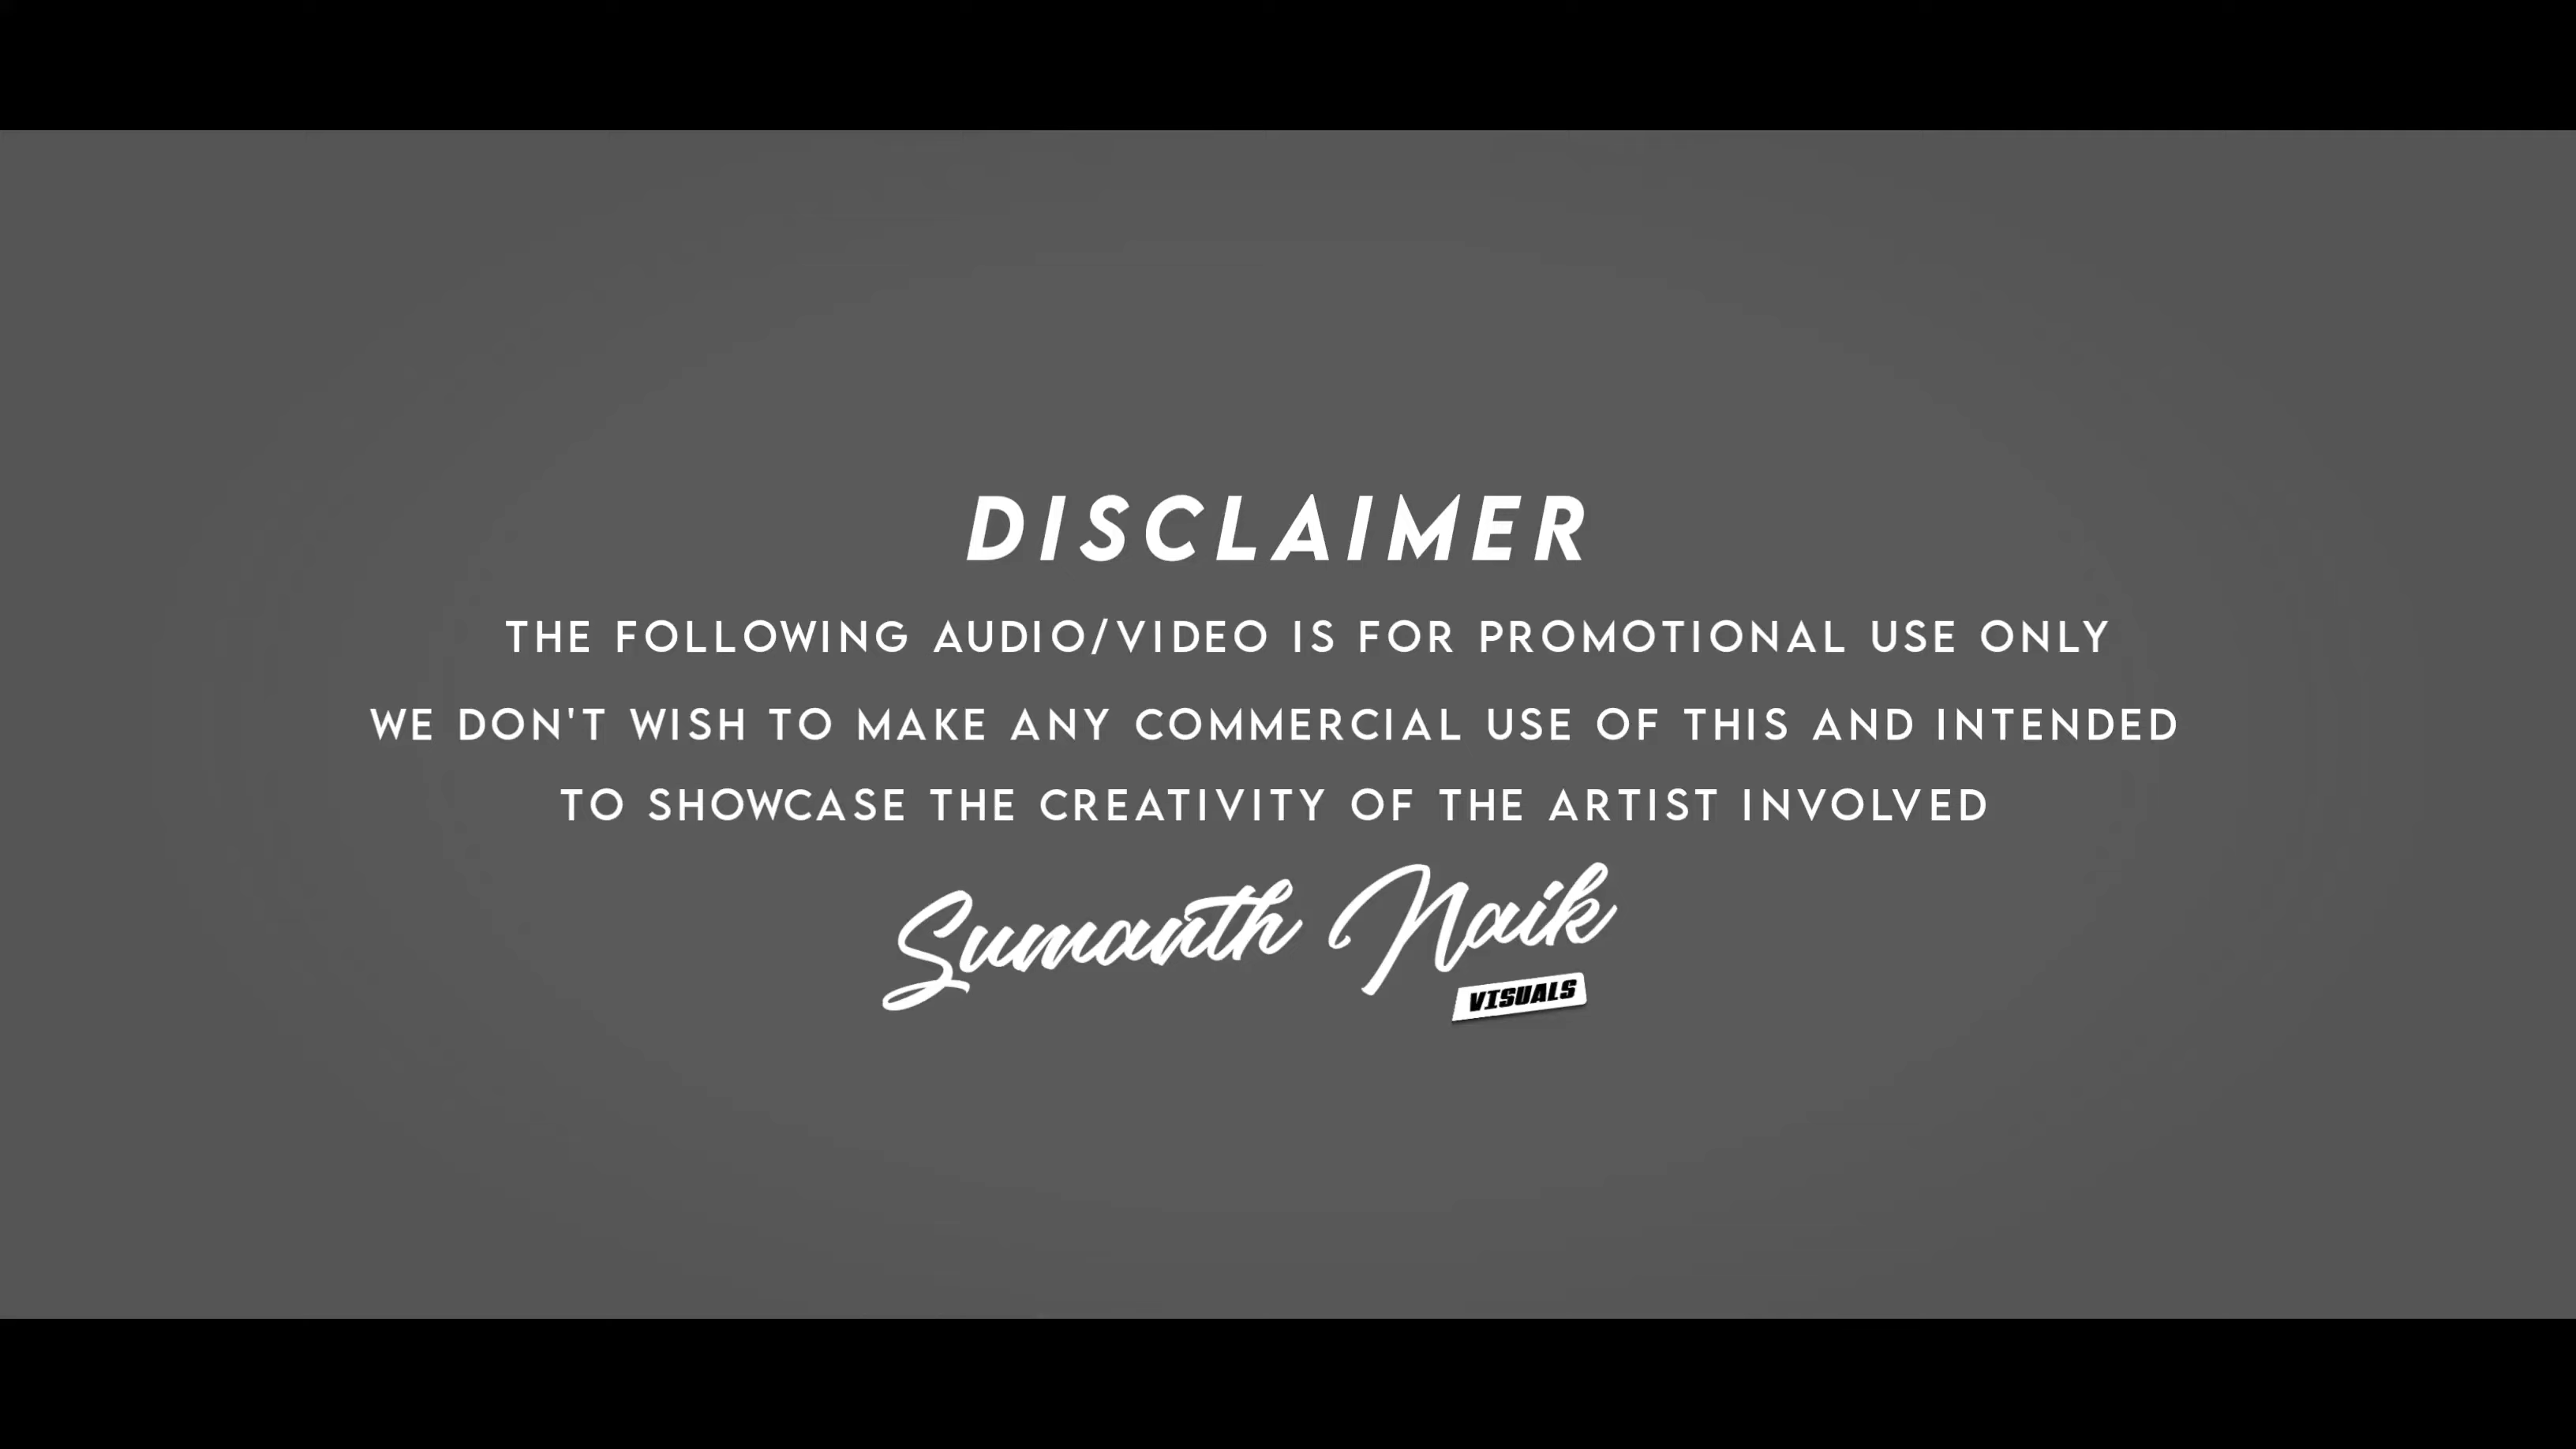 DISCLAIMER
THE FOLLOWING AUDIO/VIDEO IS FOR PROMOTIONAL USE ONLY
WE DON'T WISH TO MAKE ANY COMMERCIAL USE OF THIS AND INTENDED
TO SHOWCASE THE CREATIVITY OF THE ARTIST INVOLVED
Sumanth Naik
VISUALS